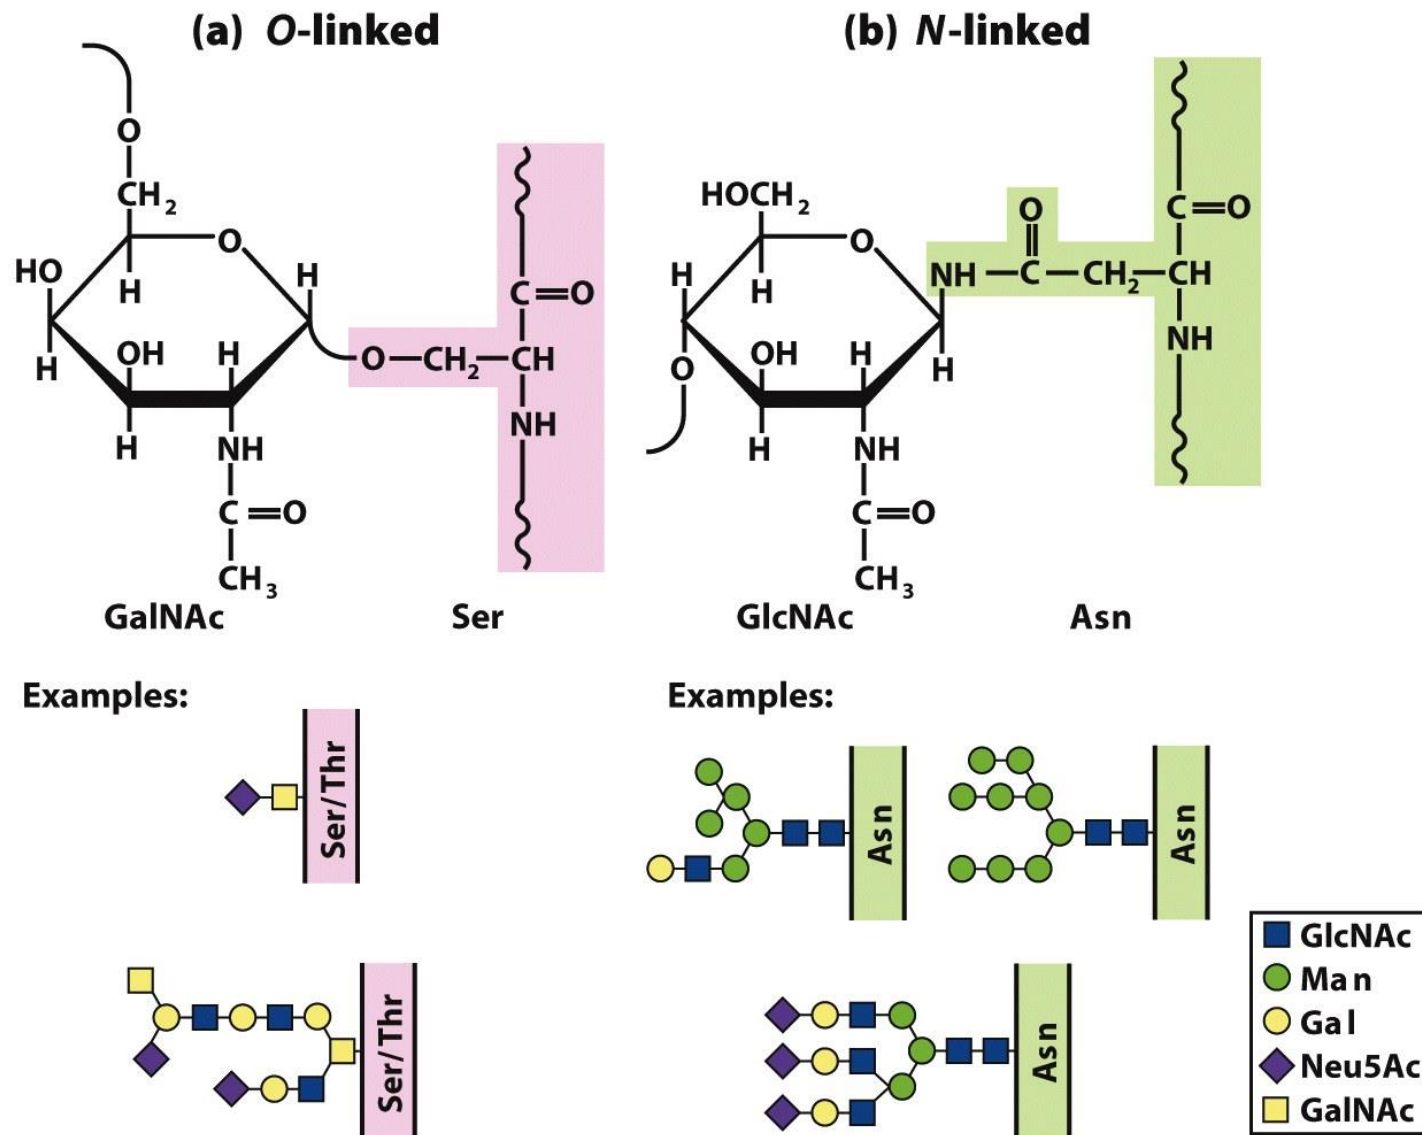 (a) O-linked
(b) N-linked
O
CH2
O
HO
H
H
H
OH
H
H
NH
C=O
CH3
O—CH2—CH
C=O
NH
HOCH2
O
H
H
O
OH
H
H
H
NH
C=O
CH3
O
NH—C—CH2—CH
C=O
NH
GalNAc
Ser
GlcNAc
Asn
Examples:
Examples:
Ser/Thr
Asn
Asn
Ser/Thr
Asn
GlcNAc
Man
Gal
Neu5Ac
GalNAc